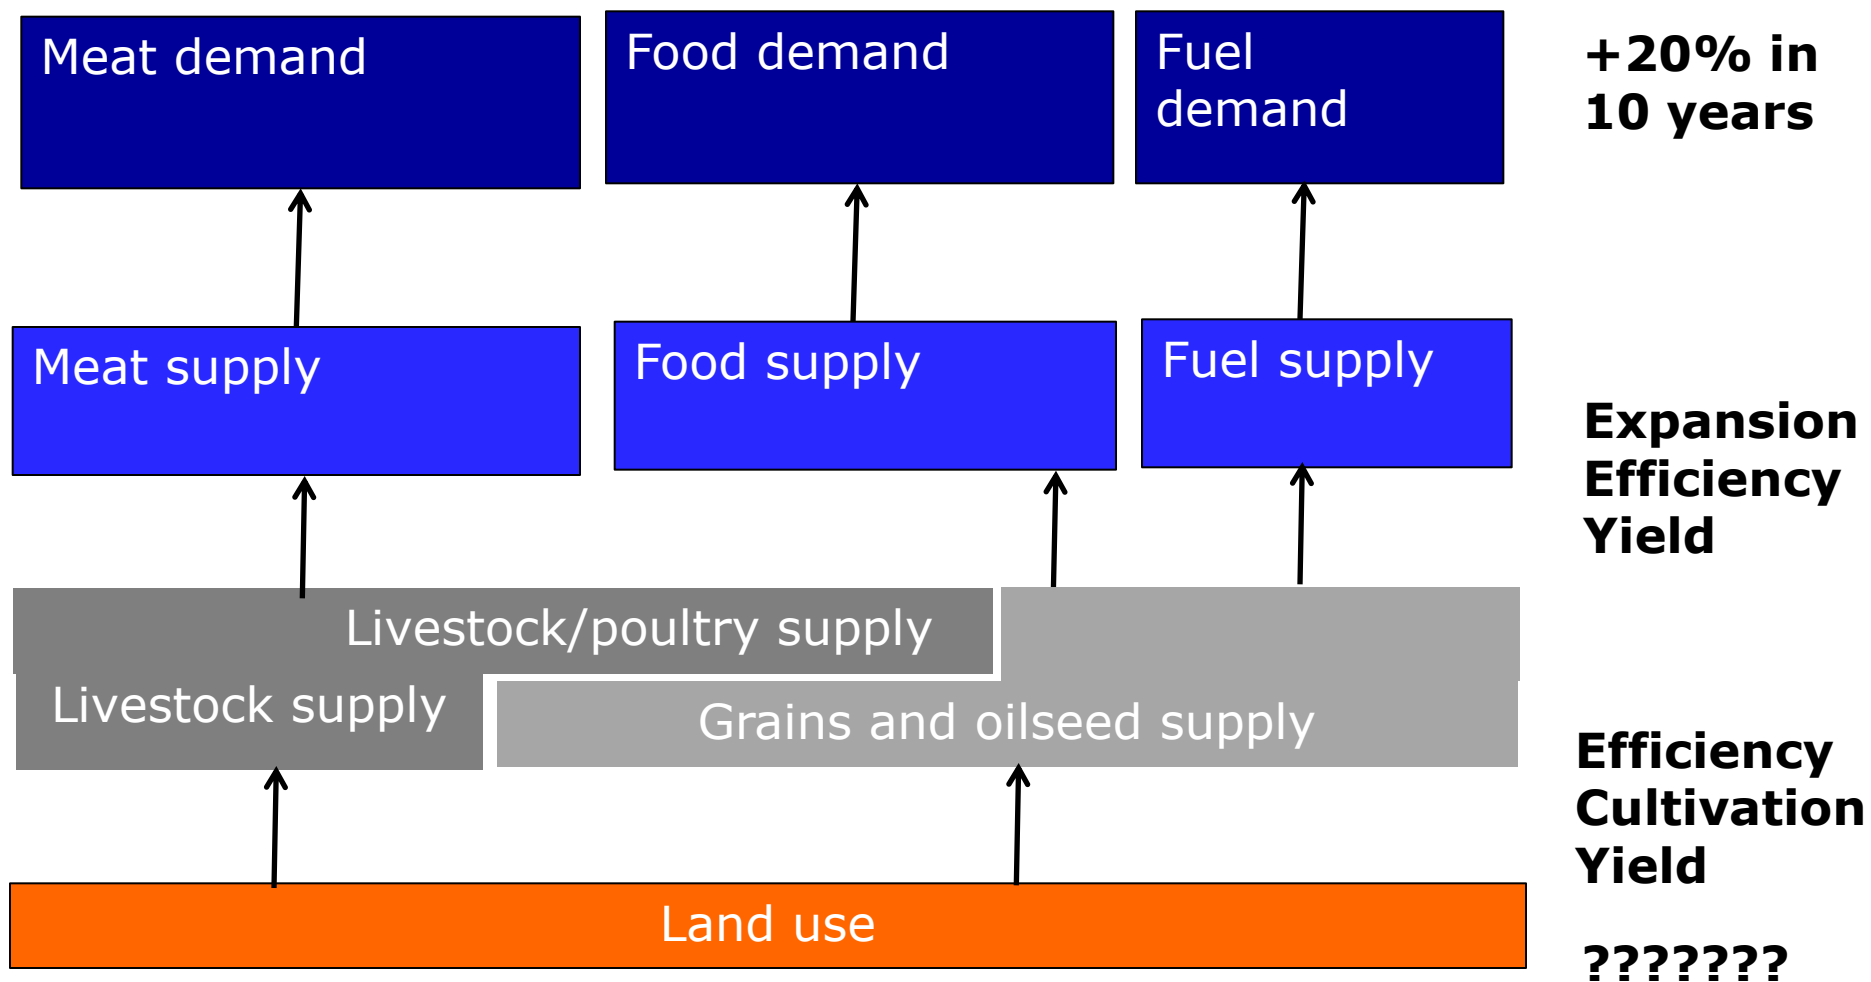 Meat demand
Food demand
Fuel
demand
+20% in
10 years
Meat supply
Food supply
Fuel supply
Expansion
Efficiency
Yield
Livestock/poultry supply
Livestock supply
Grains and oilseed supply
Efficiency
Cultivation
Yield
Land use
???????